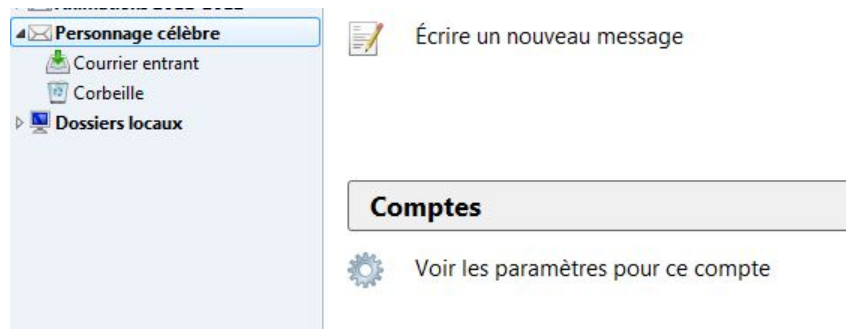 Personnage célèbre
Courrier entrant
Corbeille
Dossiers locaux
Écrire un nouveau message
Comptes
Voir les paramètres pour ce compte